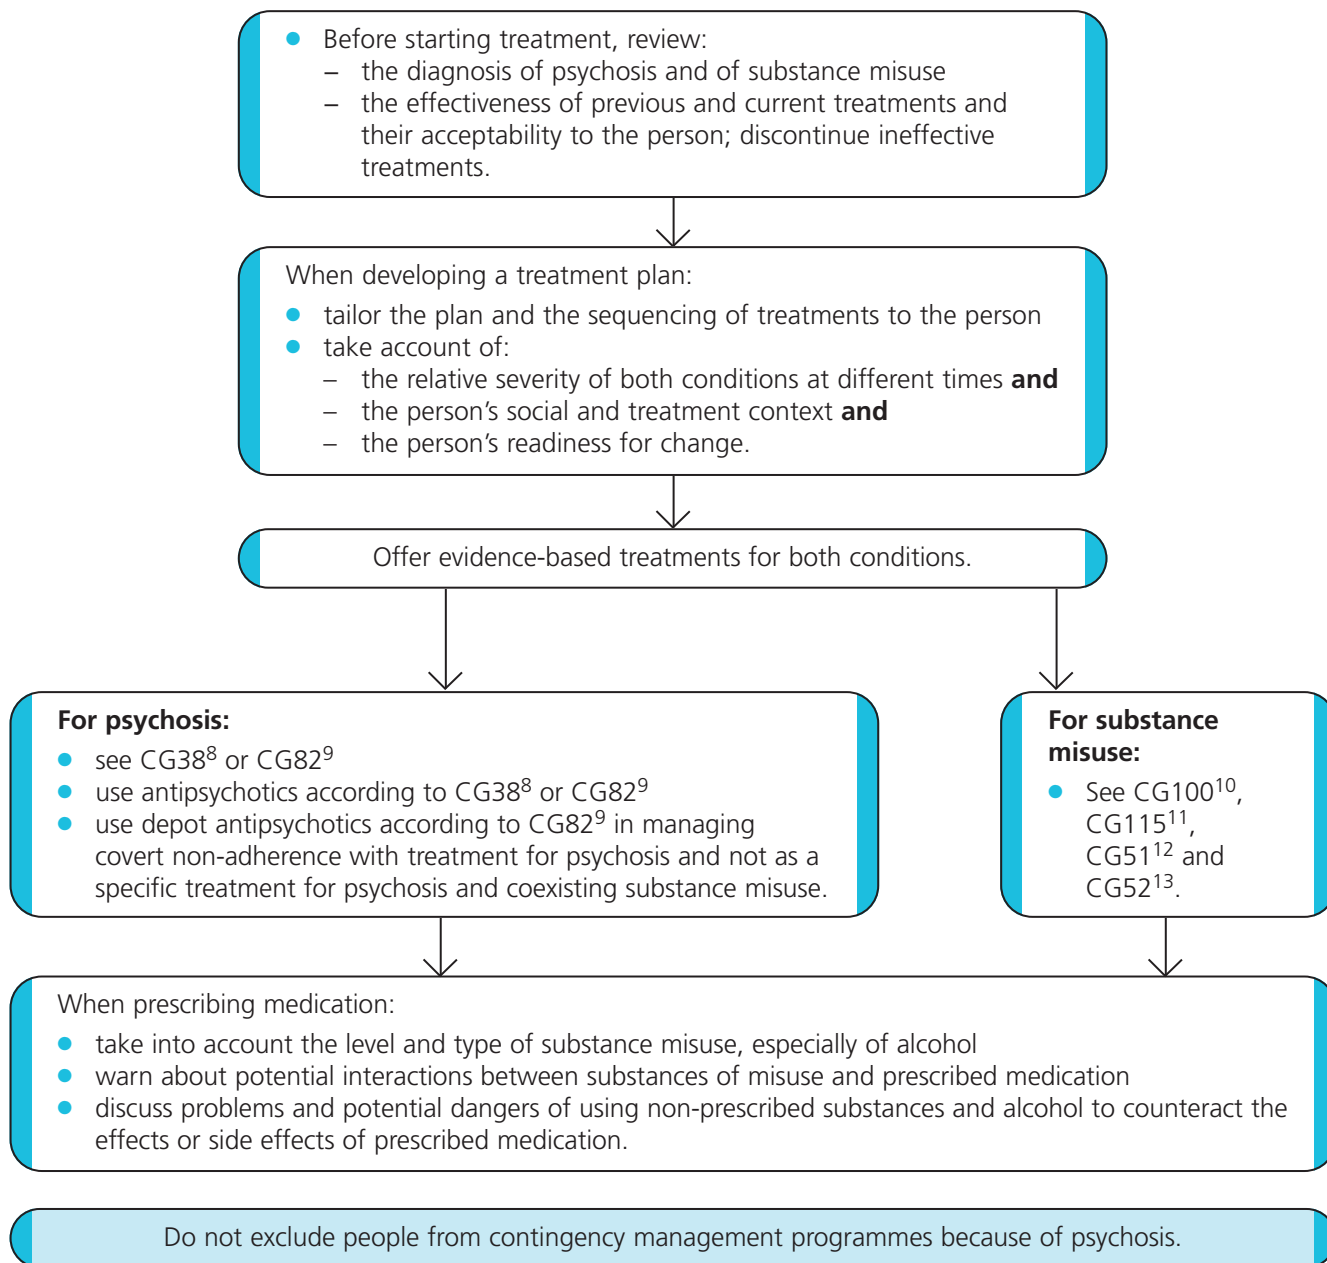 ● Before starting treatment, review:
– the diagnosis of psychosis and of substance misuse
– the effectiveness of previous and current treatments and
their acceptability to the person; discontinue ineffective
treatments.
When developing a treatment plan:
● tailor the plan and the sequencing of treatments to the person
● take account of:
– the relative severity of both conditions at different times and
– the person’s social and treatment context and
– the person’s readiness for change.
Offer evidence-based treatments for both conditions.
For psychosis:
● see CG38⁸ or CG82⁹
● use antipsychotics according to CG38⁸ or CG82⁹
● use depot antipsychotics according to CG82⁹ in managing
covert non-adherence with treatment for psychosis and not as a
specific treatment for psychosis and coexisting substance misuse.
For substance
misuse:
● See CG100¹⁰,
CG115¹¹,
CG51¹² and
CG52¹³.
When prescribing medication:
● take into account the level and type of substance misuse, especially of alcohol
● warn about potential interactions between substances of misuse and prescribed medication
● discuss problems and potential dangers of using non-prescribed substances and alcohol to counteract the
effects or side effects of prescribed medication.
Do not exclude people from contingency management programmes because of psychosis.